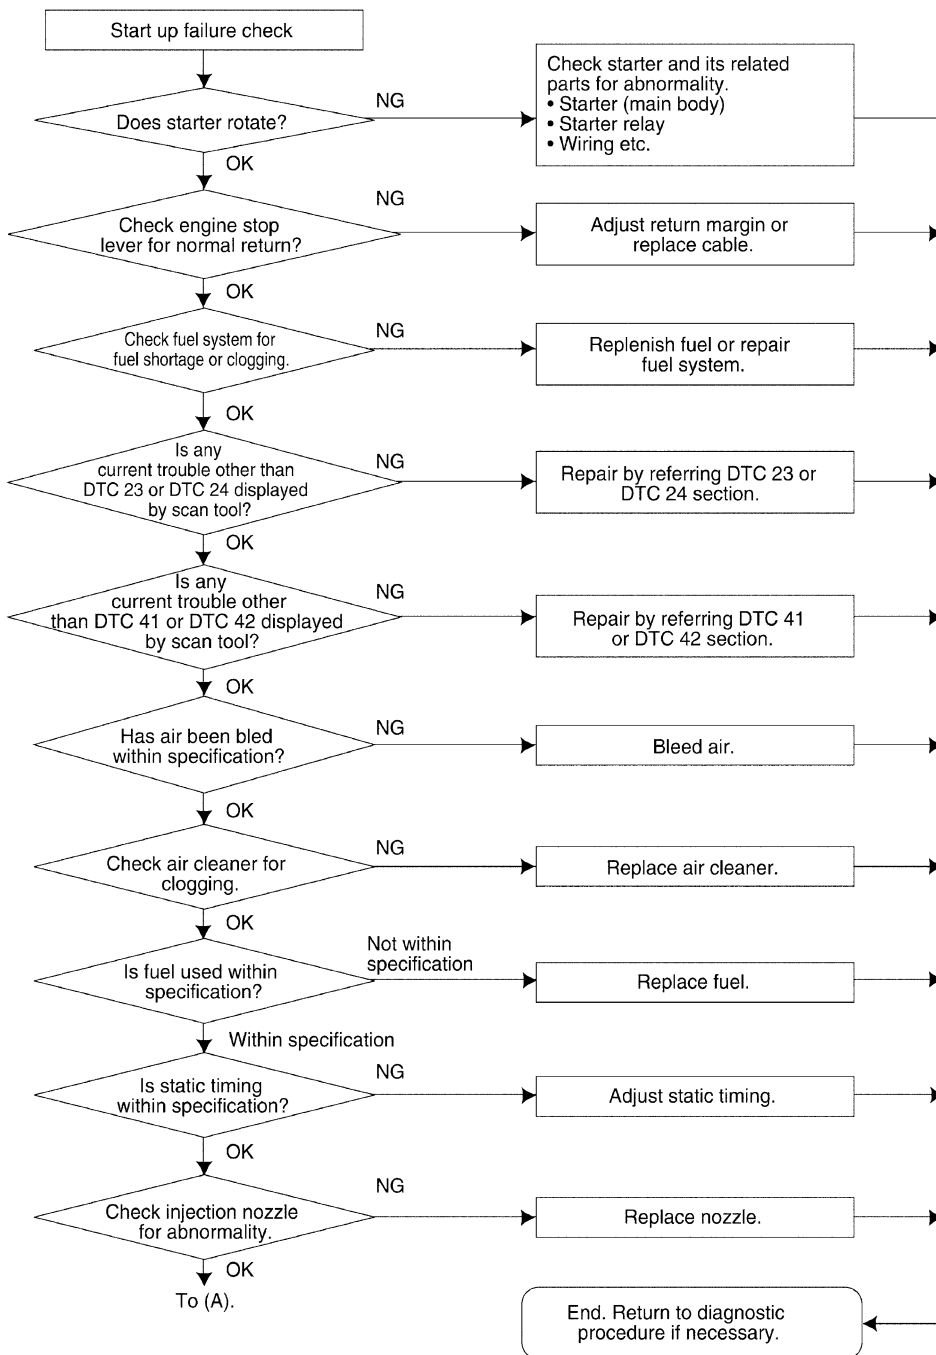 Start up failure check
Does starter rotate?
NG
Check starter and its related
parts for abnormality.
• Starter (main body)
• Starter relay
• Wiring etc.
OK
Check engine stop
lever for normal return?
NG
Adjust return margin or
replace cable.
OK
Check fuel system for
fuel shortage or clogging.
NG
Replenish fuel or repair
fuel system.
OK
Is any
current trouble other than
DTC 23 or DTC 24 displayed
by scan tool?
NG
Repair by referring DTC 23 or
DTC 24 section.
OK
Is any
current trouble other
than DTC 41 or DTC 42 displayed
by scan tool?
NG
Repair by referring DTC 41
or DTC 42 section.
OK
Has air been bled
within specification?
NG
Bleed air.
OK
Check air cleaner for
clogging.
NG
Replace air cleaner.
OK
Is fuel used within
specification?
Not within
specification
Replace fuel.
Within specification
Is static timing
within specification?
NG
Adjust static timing.
OK
Check injection nozzle
for abnormality.
NG
Replace nozzle.
OK
To (A).
End. Return to diagnostic
procedure if necessary.